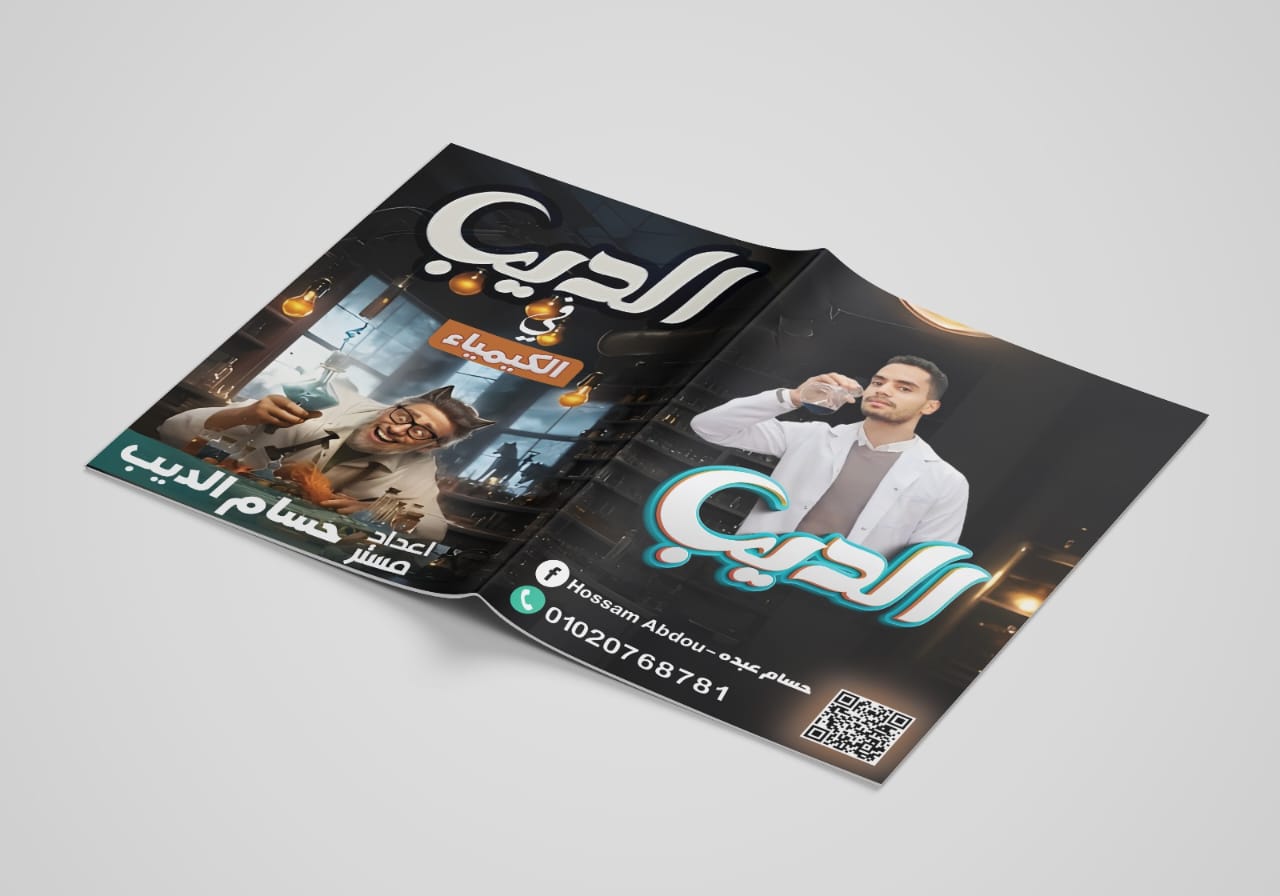 الديب
في
الكيمياء
اعداد
مستر
حسام الديب
الديب
Hossam Abdou – حسام عبده
01020768781